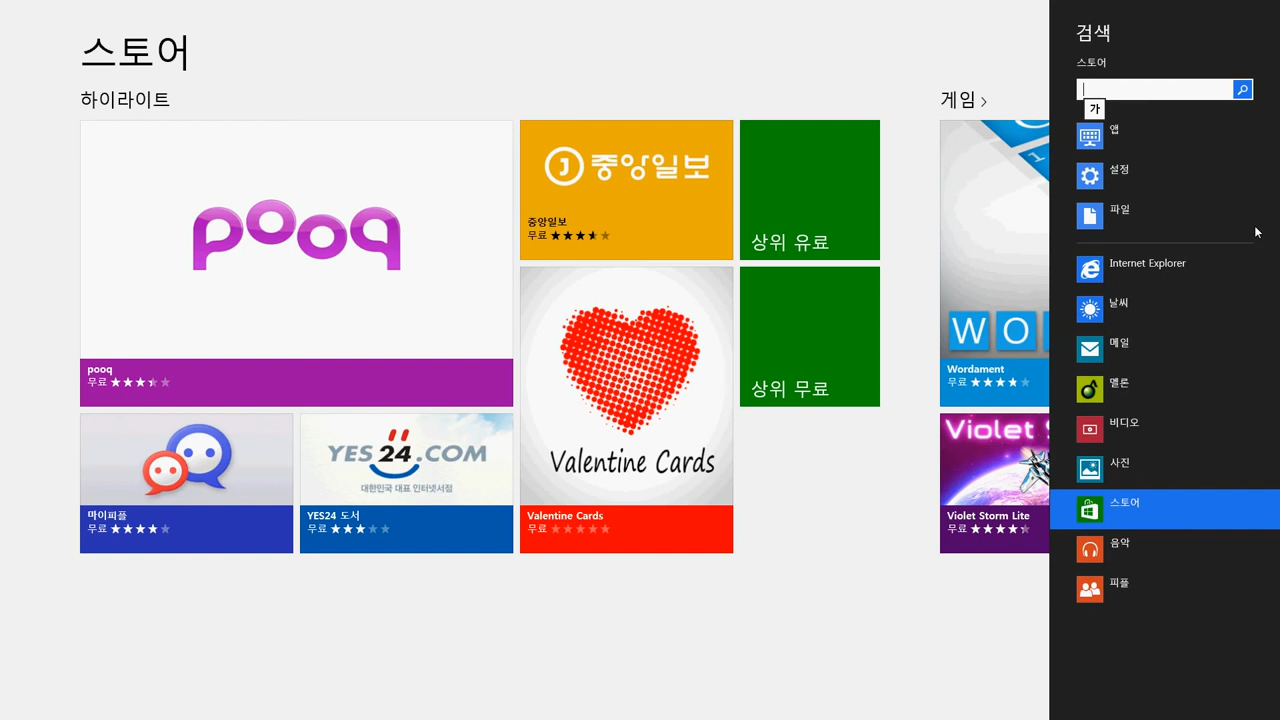 스토어
하이라이트
pooq
pooq
무료
마이피플
무료
YES24.COM
대한민국 대표 인터넷서점
YES24 도서
무료
J 중앙일보
중앙일보
무료
Valentine Cards
Valentine Cards
무료
상위 유료
상위 무료
게임 >
W O
Wordament
무료
Violet S
Violet Storm Lite
무료
검색
스토어
가
앱
설정
파일
Internet Explorer
날씨
메일
멜론
비디오
사진
스토어
음악
피플